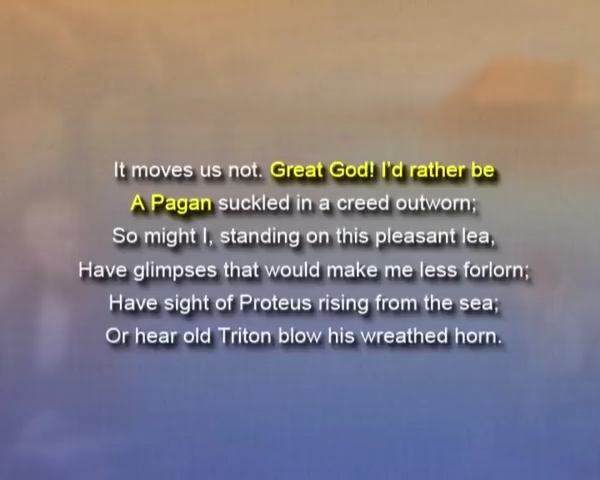 It moves us not. Great God! I'd rather be
A Pagan suckled in a creed outworn;
So might I, standing on this pleasant lea,
Have glimpses that would make me less forlorn;
Have sight of Proteus rising from the sea;
Or hear old Triton blow his wreathed horn.